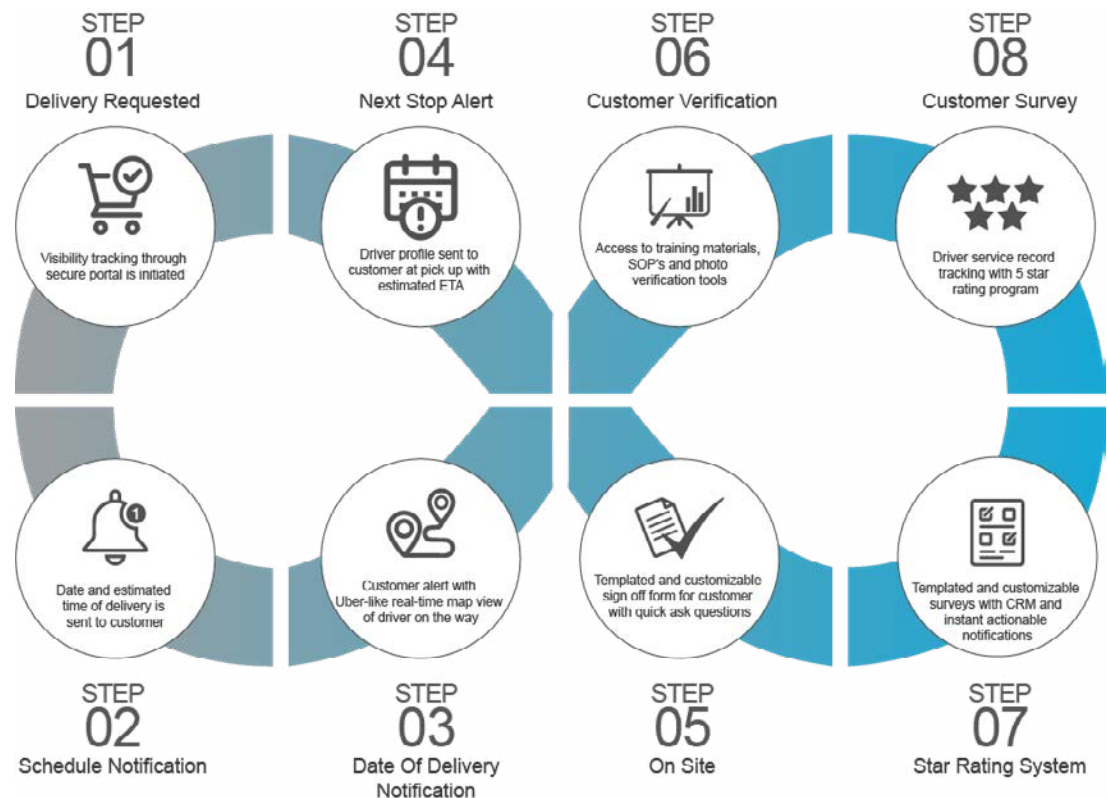 STEP
01
Delivery Requested
Visibility tracking through
secure portal is initiated
STEP
04
Next Stop Alert
Driver profile sent to
customer at pick up with
estimated ETA
STEP
06
Customer Verification
Access to training materials,
SOP's and photo
verification tools
STEP
08
Customer Survey
Driver service record
tracking with 5 star
rating program
1
Date and estimated
time of delivery is
sent to customer
STEP
02
Schedule Notification
Customer alert with
Uber-like real-time map view
of driver on the way
STEP
03
Date Of Delivery
Notification
Templated and customizable
sign off form for customer
with quick ask questions
STEP
05
On Site
Templated and customizable
surveys with CRM and
instant actionable
notifications
STEP
07
Star Rating System